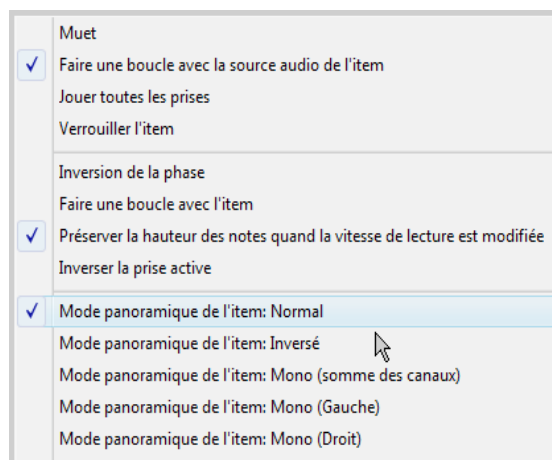 Muet
Faire une boucle avec la source audio de l'item
Jouer toutes les prises
Verrouiller l'item
Inversion de la phase
Faire une boucle avec l'item
Préserver la hauteur des notes quand la vitesse de lecture est modifiée
Inverser la prise active
Mode panoramique de l'item: Normal
Mode panoramique de l'item: Inversé
Mode panoramique de l'item: Mono (somme des canaux)
Mode panoramique de l'item: Mono (Gauche)
Mode panoramique de l'item: Mono (Droit)